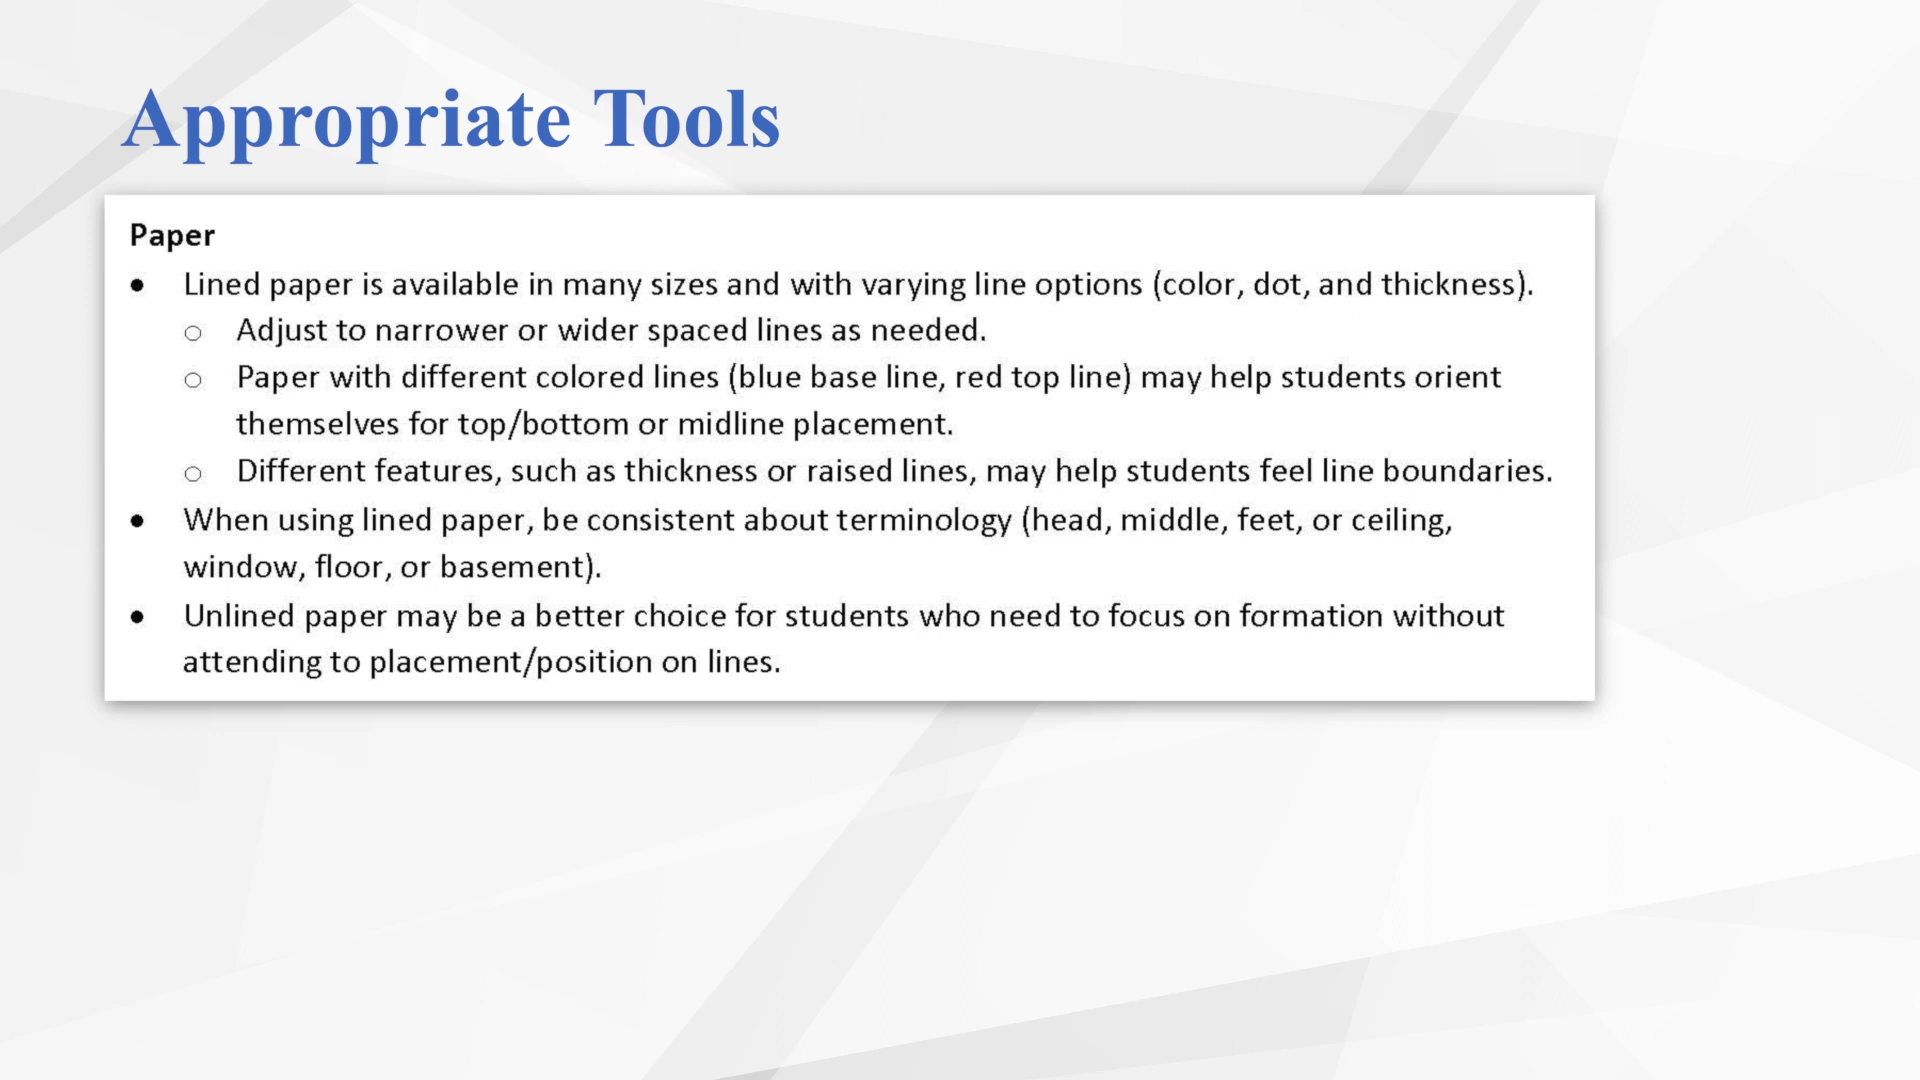 Appropriate Tools
Paper
• Lined paper is available in many sizes and with varying line options (color, dot, and thickness).
○ Adjust to narrower or wider spaced lines as needed.
○ Paper with different colored lines (blue base line, red top line) may help students orient
themselves for top/bottom or midline placement.
○ Different features, such as thickness or raised lines, may help students feel line boundaries.
• When using lined paper, be consistent about terminology (head, middle, feet, or ceiling,
window, floor, or basement).
• Unlined paper may be a better choice for students who need to focus on formation without
attending to placement/position on lines.